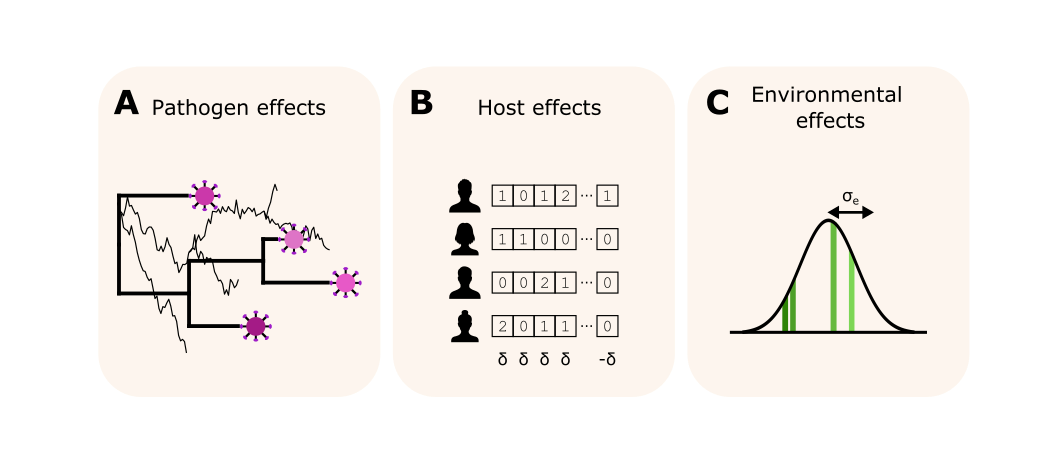 A Pathogen effects
B Host effects
C Environmental
effects
1 0 1 2 ... 1
1 1 0 0 ... 0
0 0 2 1 ... 0
2 0 1 1 ... 0
δ δ δ δ -δ
σe